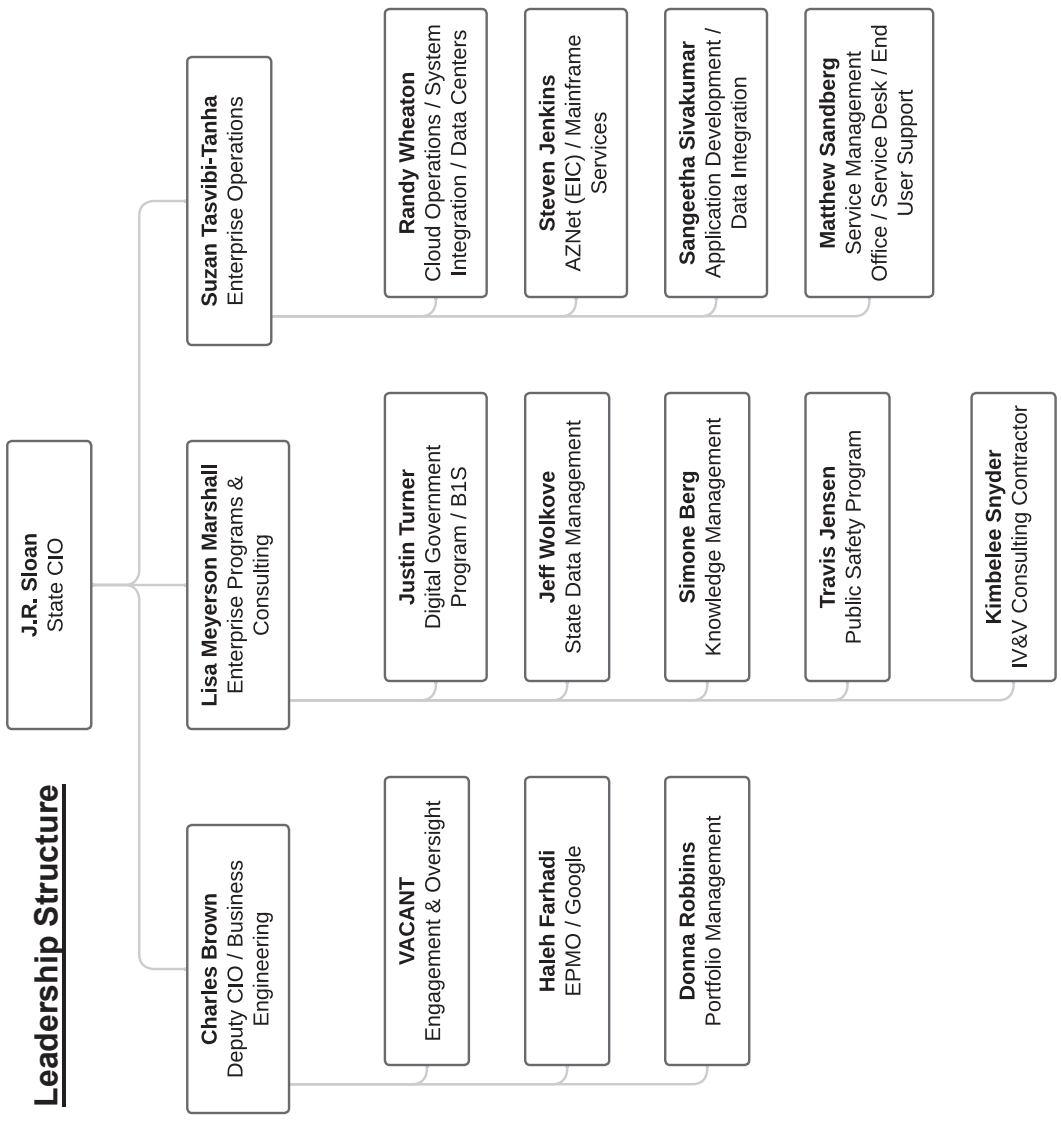 Leadership Structure
J.R. Sloan
State CIO
Charles Brown
Deputy CIO / Business
Engineering
VACANT
Engagement & Oversight
Haleh Farhadi
EPMO / Google
Donna Robbins
Portfolio Management
Lisa Meyerson Marshall
Enterprise Programs &
Consulting
Justin Turner
Digital Government
Program / B1S
Jeff Wolkove
State Data Management
Simone Berg
Knowledge Management
Travis Jensen
Public Safety Program
Kimbelee Snyder
IV&V Consulting Contractor
Suzan Tasvibi-Tanha
Enterprise Operations
Randy Wheaton
Cloud Operations / System
Integration / Data Centers
Steven Jenkins
AZNet (EIC) / Mainframe
Services
Sangeetha Sivakumar
Application Development /
Data Integration
Matthew Sandberg
Service Management
Office / Service Desk / End
User Support